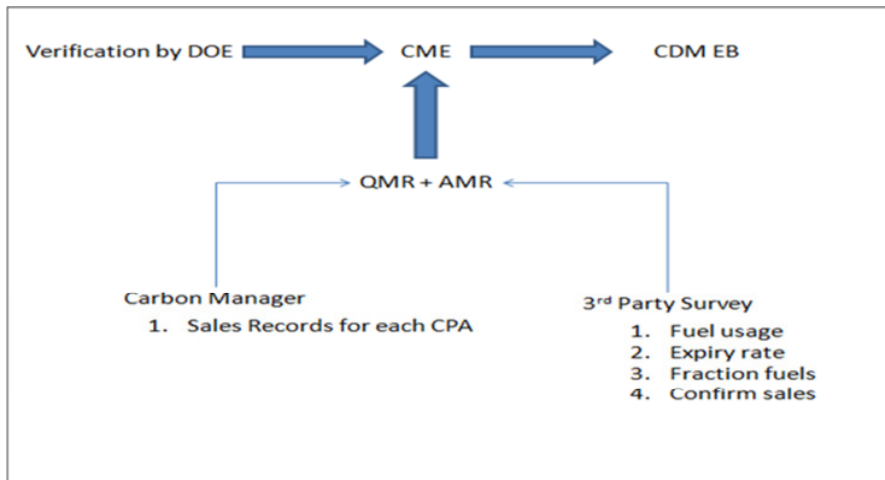 Verification by DOE CME CDM EB
QMR + AMR
Carbon Manager
1. Sales Records for each CPA
3rd Party Survey
1. Fuel usage
2. Expiry rate
3. Fraction fuels
4. Confirm sales